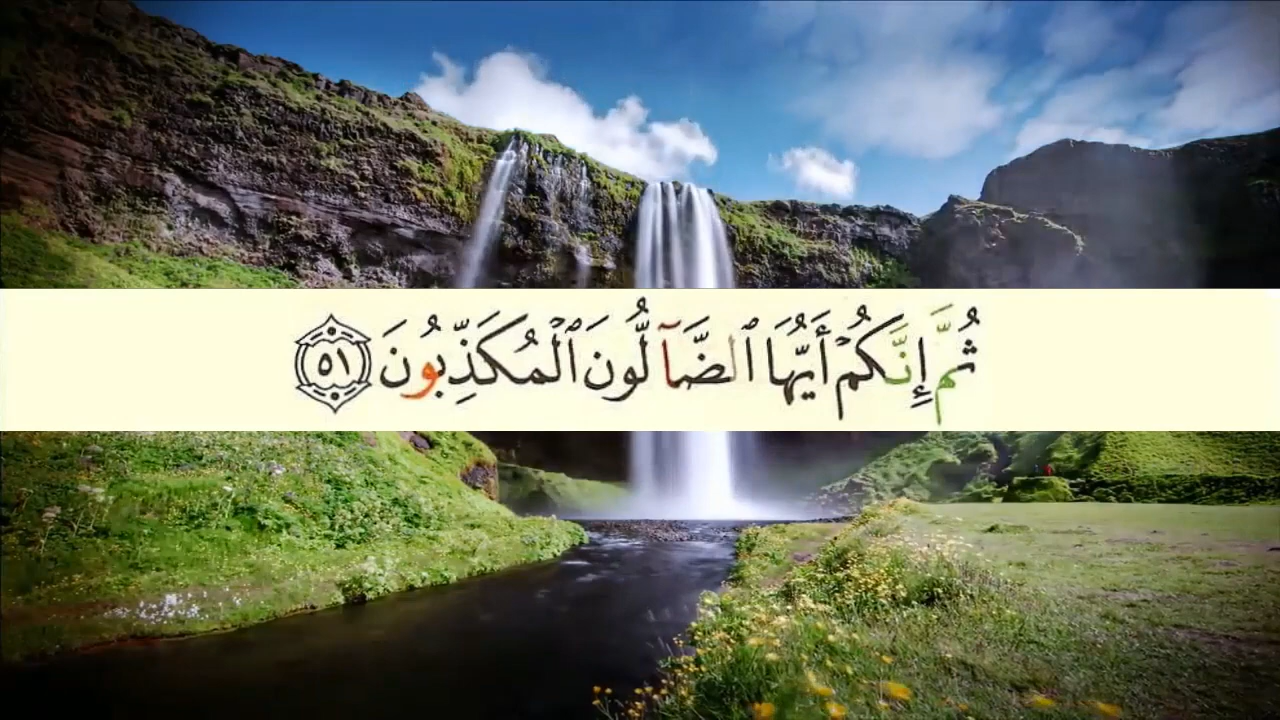 ثُمَّ إِنَّكُمْ أَيُّهَا ٱلضَّآلُّونَ ٱلْمُكَذِّبُونَ ٥١